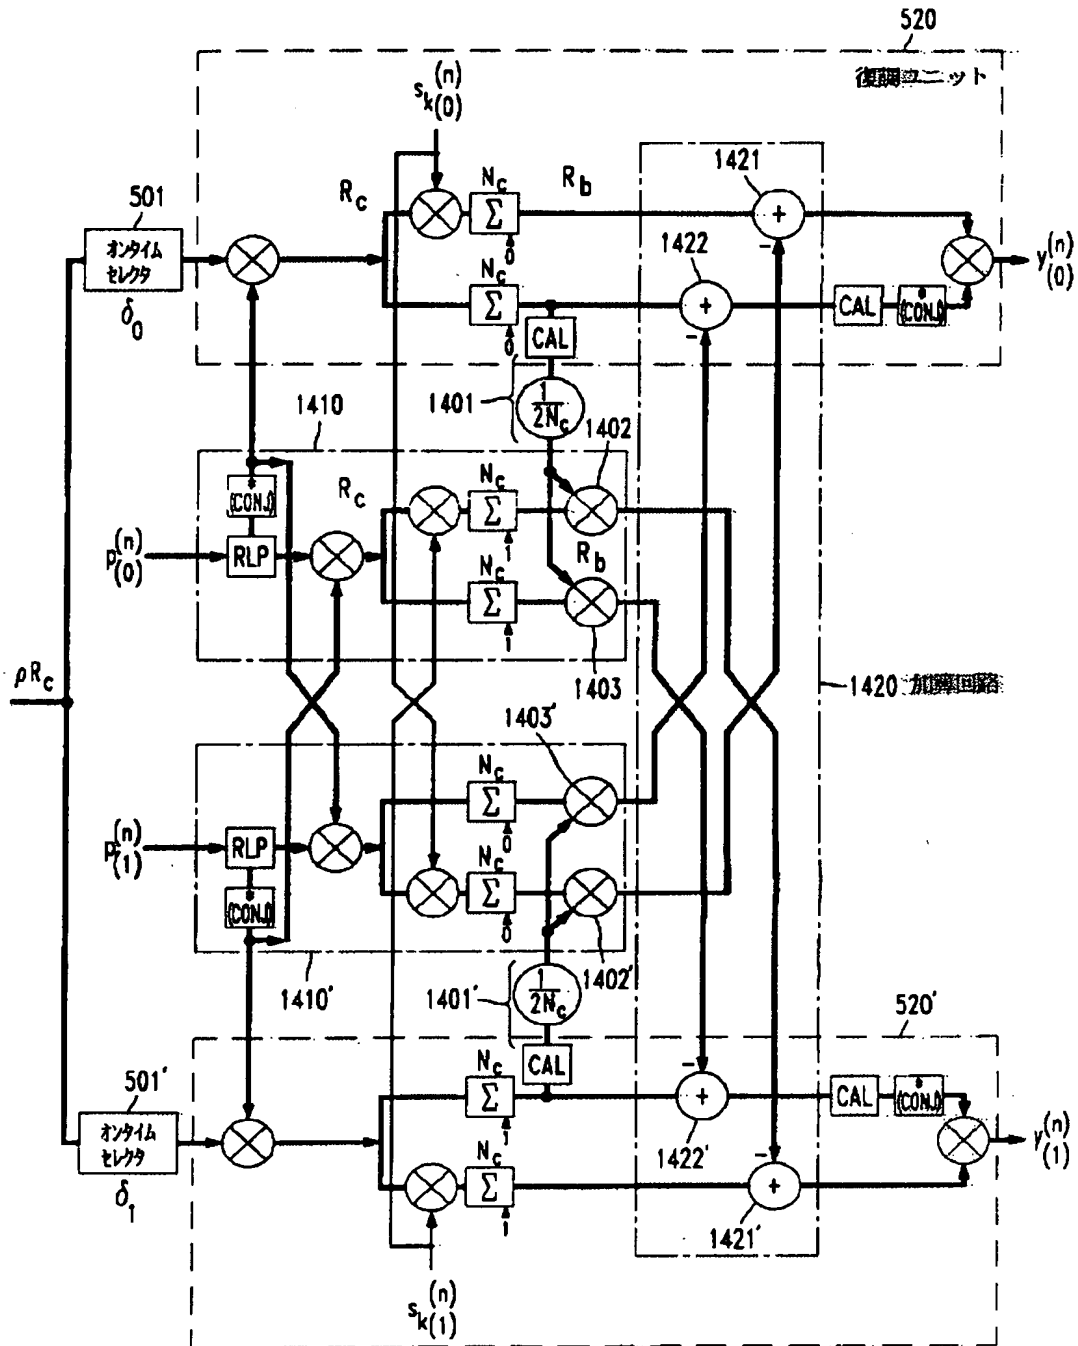 520
復調ユニット
s_k(0)^(n)
1421
N_c
R_b
R_c
501
Σ
+
オンタイム
セレクタ
0
1422
y(0)^(n)
N_c
δ_0
Σ
+
CAL
*
(CONJ)
CAL
0
1401
1/2N_c
1410
1402
*
(CONJ)
R_c
N_c
Σ
p(0)^(n)
RLP
1
R_b
N_c
Σ
1
1403
ρR_c
1420 加算回路
1403'
N_c
Σ
p(1)^(n)
RLP
0
N_c
*
(CONJ)
Σ
0
1402'
1410'
1401'
1/2N_c
520'
N_c
CAL
501'
Σ
+
CAL
*
(CONJ)
オンタイム
セレクタ
1
1422'
y(1)^(n)
N_c
δ_1
Σ
+
1
1421'
s_k(1)^(n)